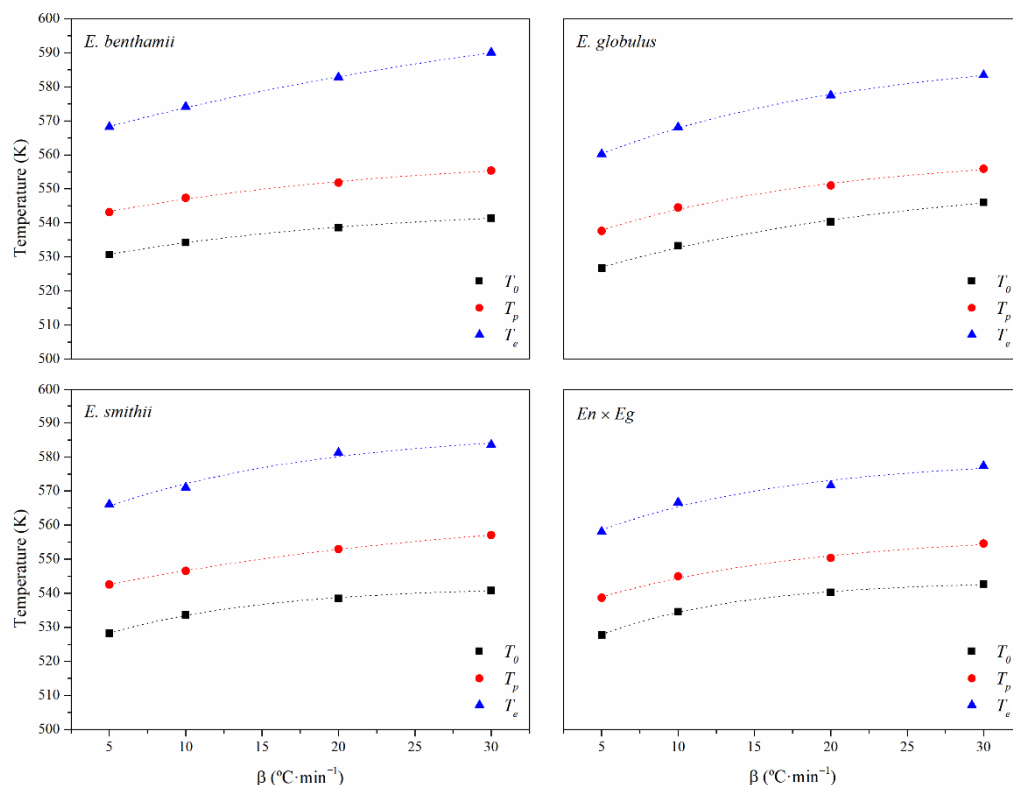 600
590
580
570
560
550
540
530
520
510
500
Temperature (K)
E. benthamii
T0
Tp
Te
E. globulus
T0
Tp
Te
600
590
580
570
560
550
540
530
520
510
500
Temperature (K)
E. smithii
T0
Tp
Te
5 10 15 20 25 30
β (ºC·min⁻¹)
En × Eg
T0
Tp
Te
5 10 15 20 25 30
β (ºC·min⁻¹)